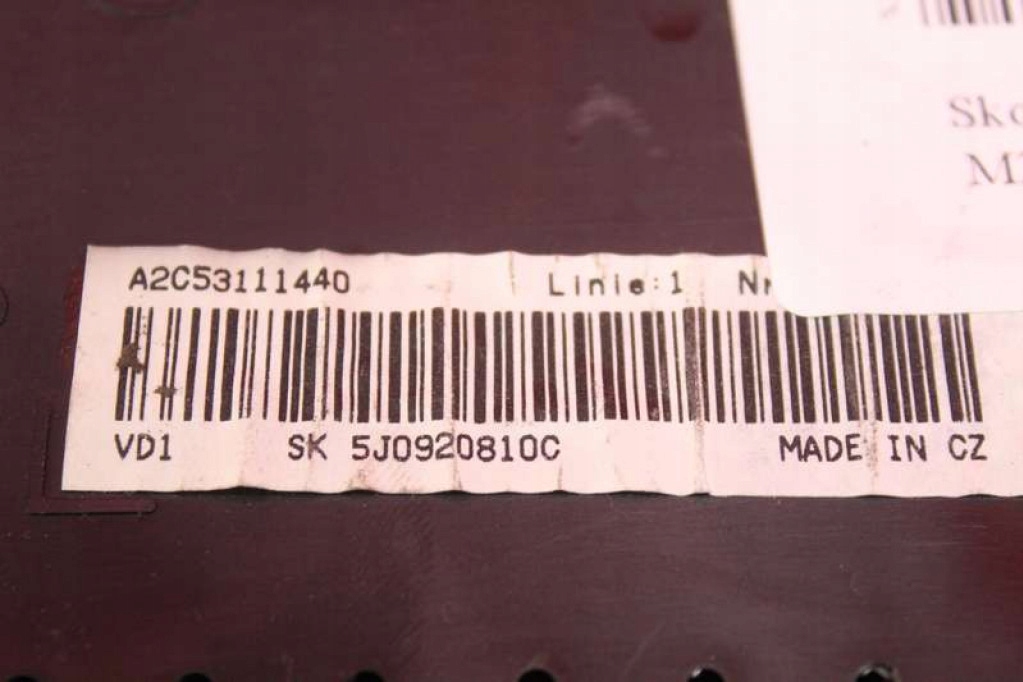 A2C53111440 Linie:1
VD1 SK 5J0920810C MADE IN CZ